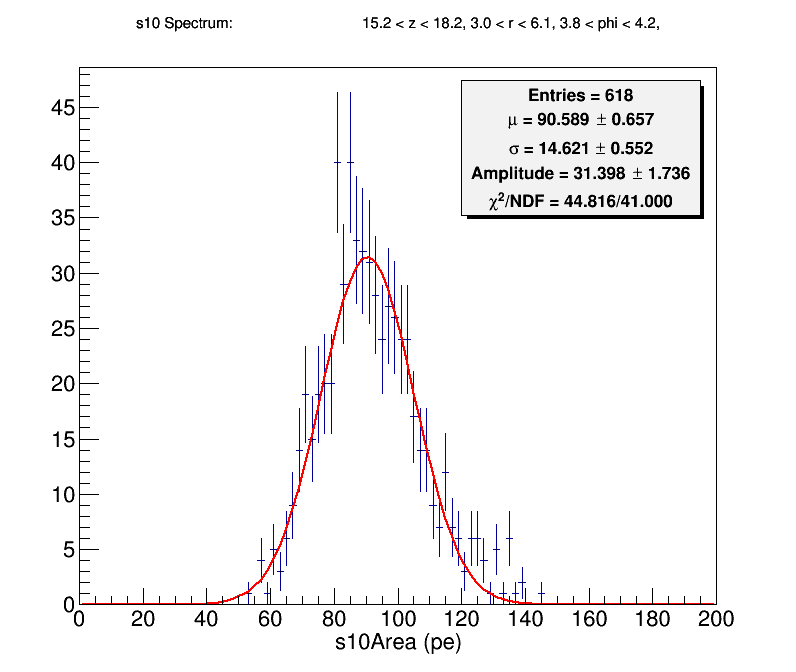 s10 Spectrum: 15.2 < z < 18.2, 3.0 < r < 6.1, 3.8 < phi < 4.2,
Entries = 618
μ = 90.589 ± 0.657
σ = 14.621 ± 0.552
Amplitude = 31.398 ± 1.736
χ²/NDF = 44.816/41.000
45
40
35
30
25
20
15
10
5
0
0 20 40 60 80 100 120 140 160 180 200
s10Area (pe)